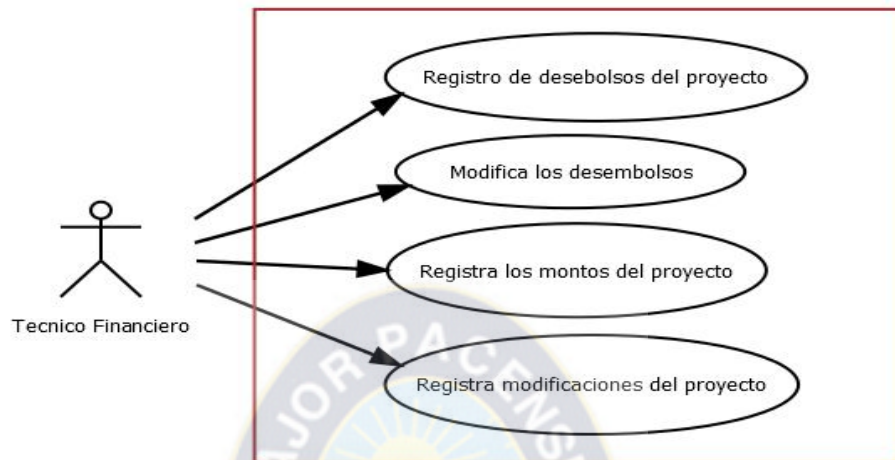 Registro de desebolsos del proyecto
Modifica los desembolsos
Registra los montos del proyecto
Tecnico Financiero
Registra modificaciones del proyecto